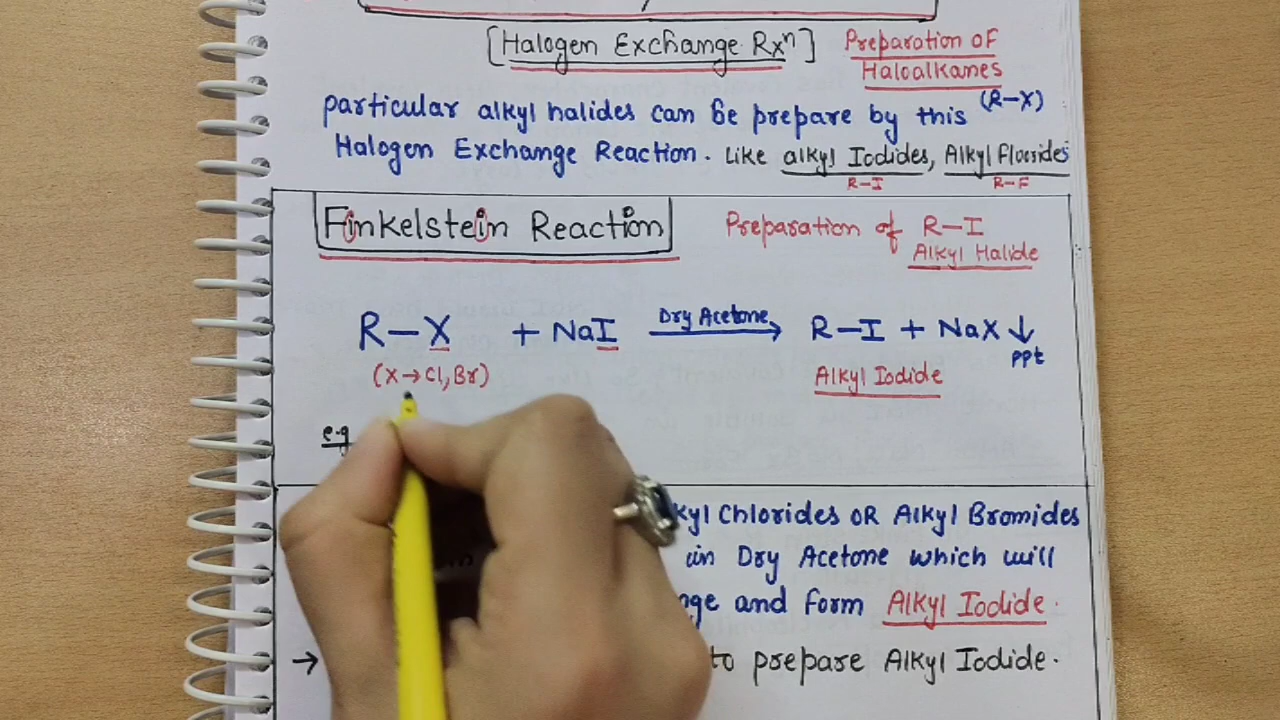 [Halogen Exchange Rxⁿ] Preparation of
Haloalkanes
(R-X)
particular alkyl halides can be prepare by this
Halogen Exchange Reaction. Like alkyl Iodides, Alkyl Flourides
R-I R-F
Finkelstein Reaction Preparation of R-I
Alkyl Halide
R-X + NaI Dry Acetone → R-I + NaX ↓
ppt
(X→Cl, Br) Alkyl Iodide
e.g
kyl Chlorides OR Alkyl Bromides
in Dry Acetone which will
nge and form Alkyl Iodide.
→ to prepare Alkyl Iodide.